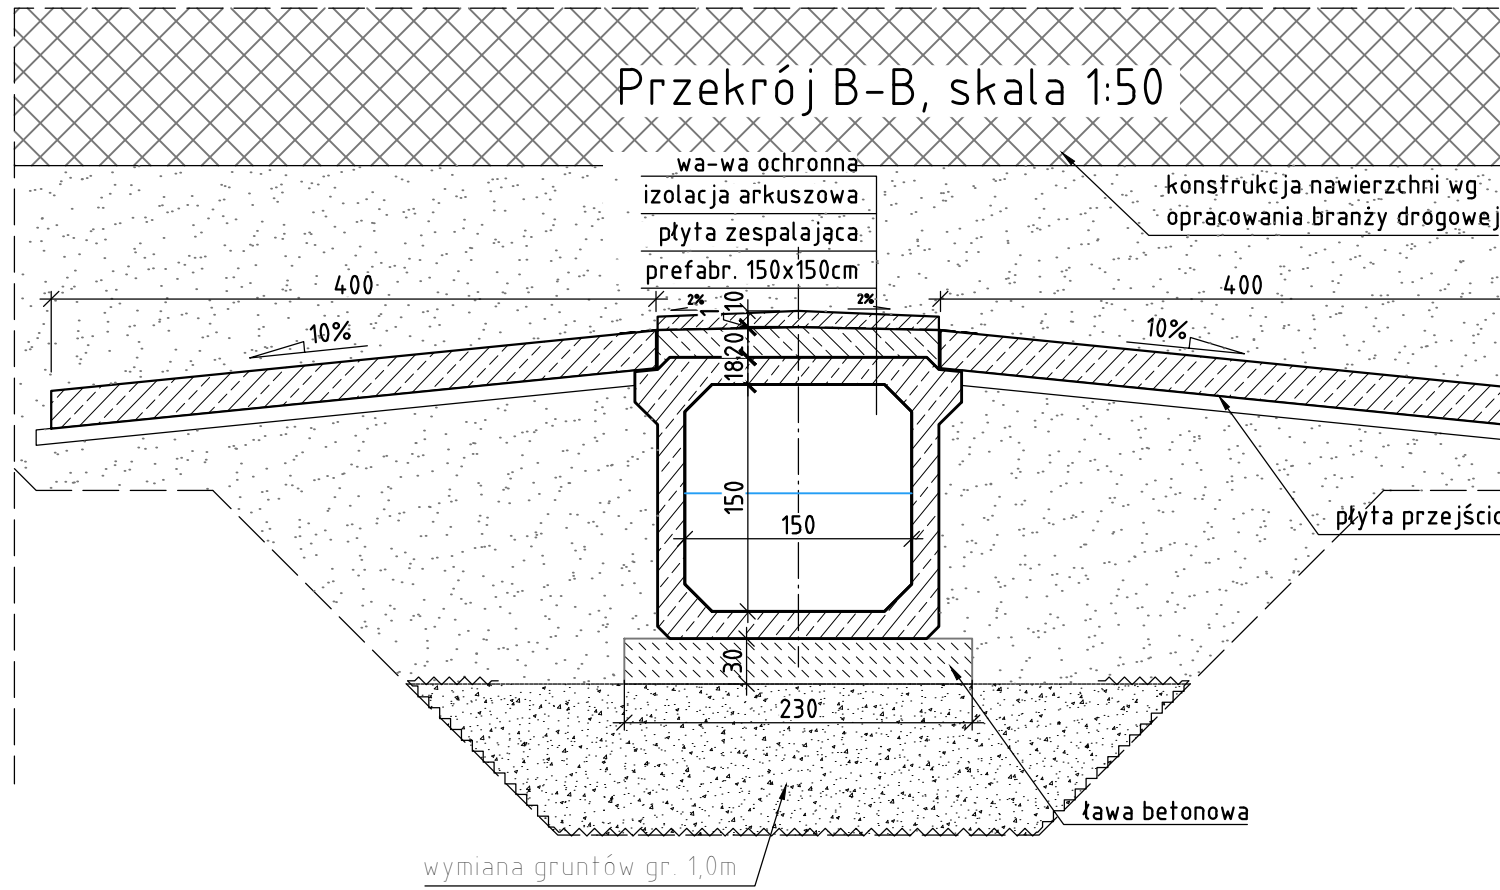 Przekrój B-B, skala 1:50
wa-wa ochronna
izolacja arkuszowa
płyta zespalająca
prefabr. 150x150cm
konstrukcja nawierzchni wg
opracowania branży drogowej
400
400
2%
2%
10%
10%
1
10
20
18
150
150
płyta przejścio
30
230
ława betonowa
wymiana gruntów gr. 1,0m